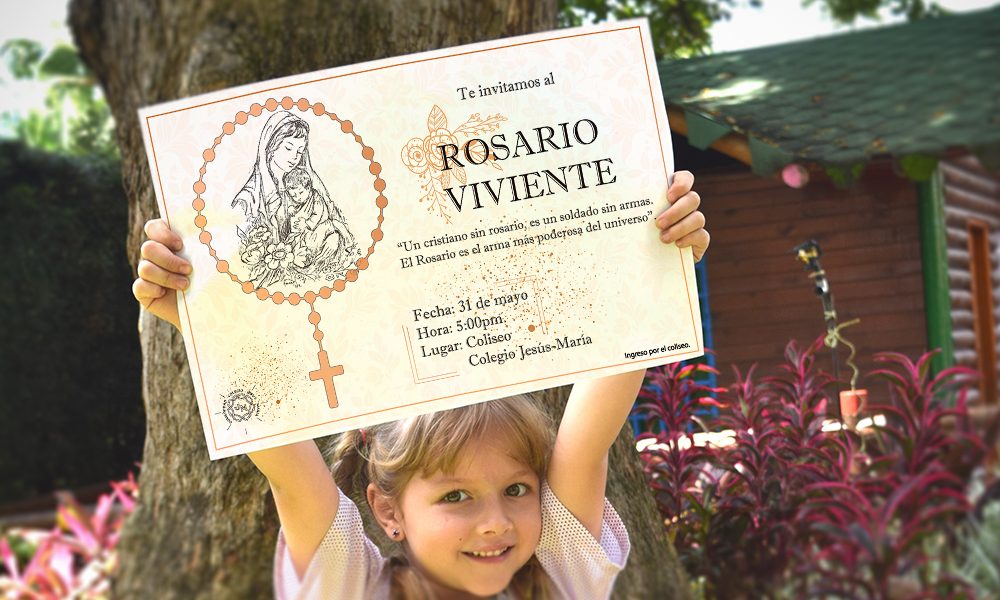 Te invitamos al
ROSARIO
VIVIENTE
“Un cristiano sin rosario, es un soldado sin armas.
El Rosario es el arma más poderosa del universo”
Fecha: 31 de mayo
Hora: 5:00pm.
Lugar: Coliseo
Colegio Jesús-María
Ingreso por el coliseo.